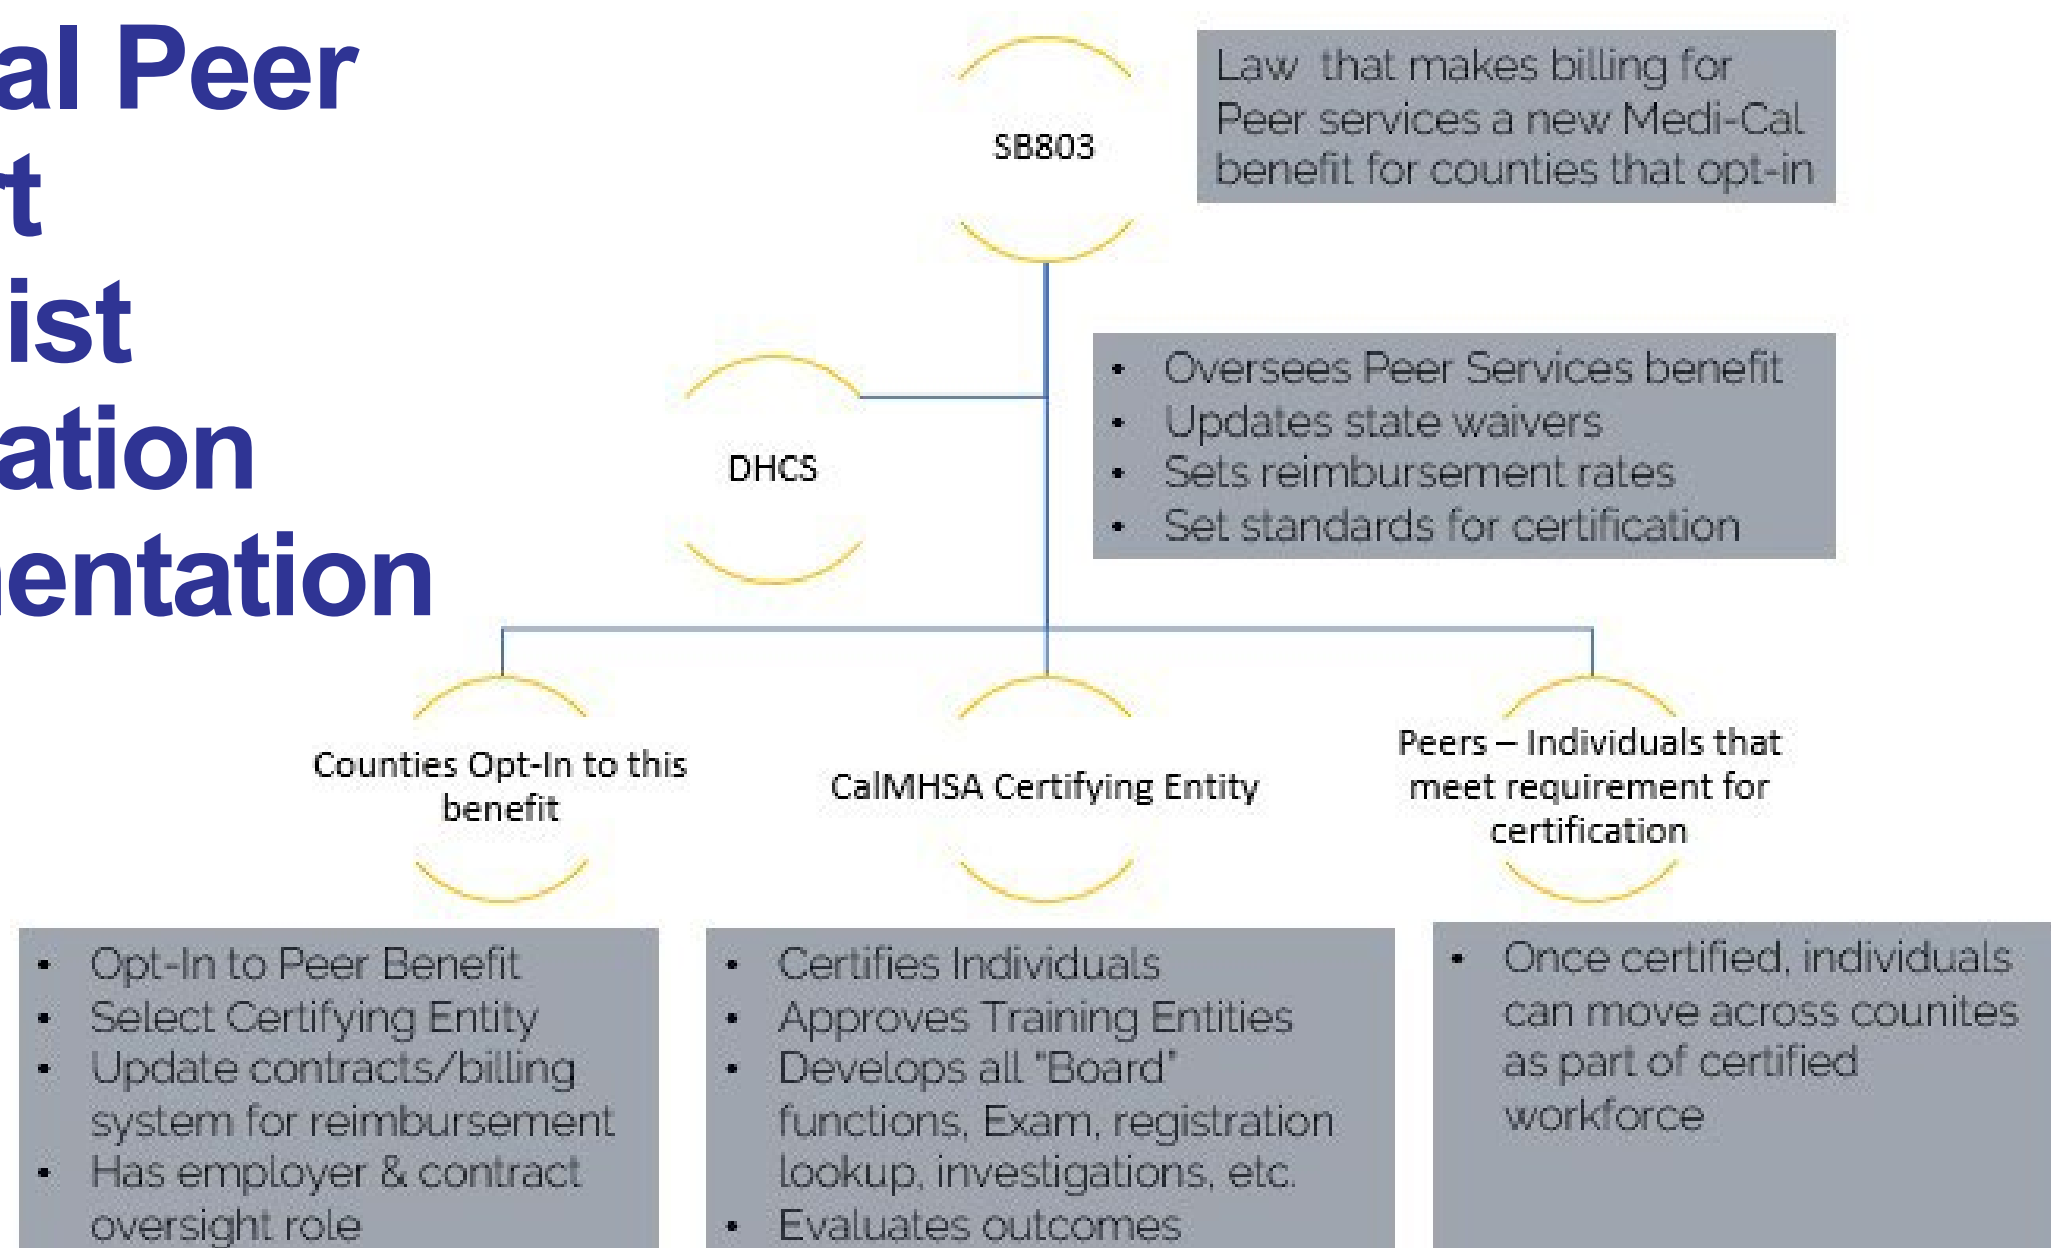 al Peer
rt
ist
ation
nentation
SB803
Law that makes billing for
Peer services a new Medi-Cal
benefit for counties that opt-in
DHCS
• Oversees Peer Services benefit
• Updates state waivers
• Sets reimbursement rates
• Set standards for certification
Counties Opt-In to this
benefit
• Opt-In to Peer Benefit
• Select Certifying Entity
• Update contracts/billing
system for reimbursement
• Has employer & contract
oversight role
CalMHSA Certifying Entity
• Certifies Individuals
• Approves Training Entities
• Develops all "Board"
functions, Exam, registration
lookup, investigations, etc.
• Evaluates outcomes
Peers – Individuals that
meet requirement for
certification
• Once certified, individuals
can move across counites
as part of certified
workforce